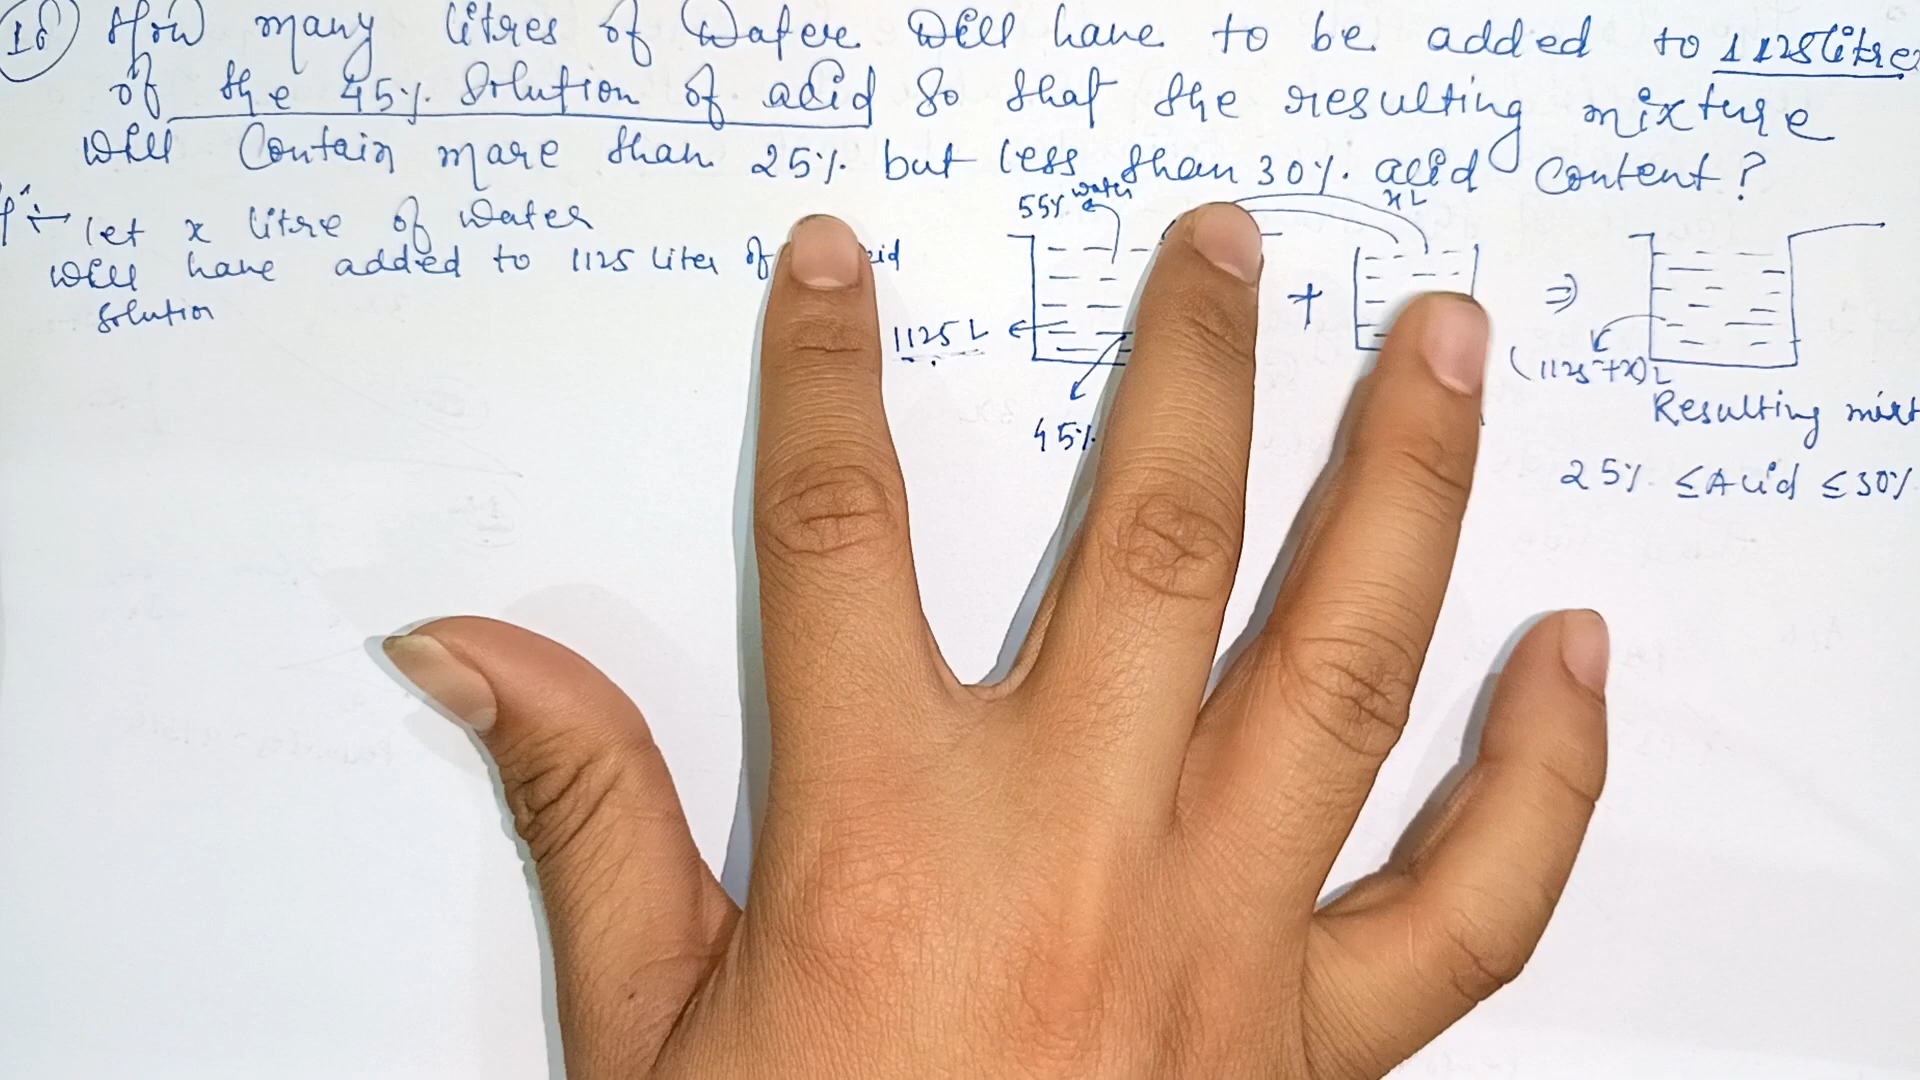 16 How many litres of Water Will have to be added to 1125 litre
of the 45% Solution of acid So that the resulting mixture
will Contain more than 25% but less than 30% acid Content?
let x litre of Water
will have added to 1125 Liter of
solution
55% water
xL
1125 L
+
⇒
45%
(1125+x)L
Resulting
25% ≤ Acid ≤ 30%